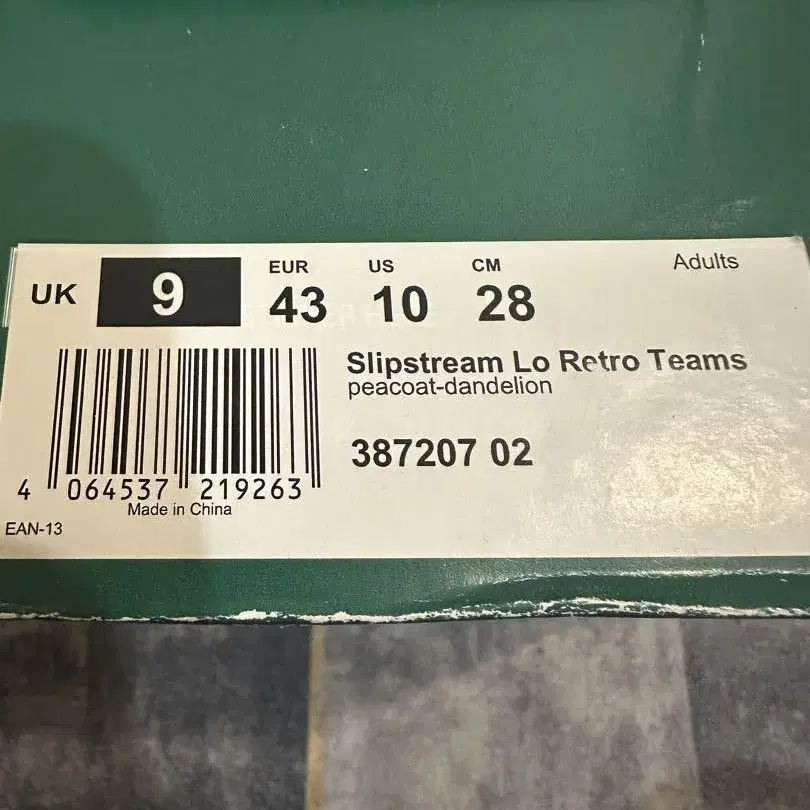 UK 9 EUR 43 US 10 CM 28 Adults
Slipstream Lo Retro Teams
peacoat-dandelion
387207 02
4 064537 219263
Made in China
EAN-13